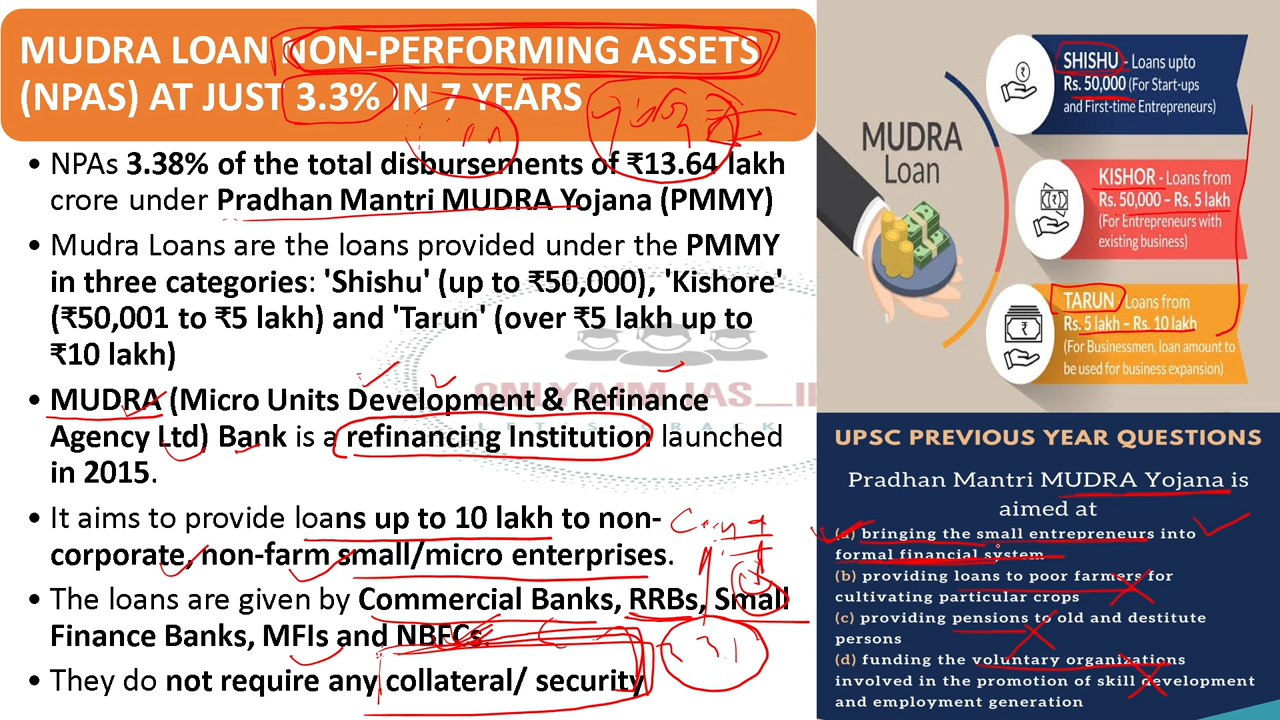 MUDRA LOAN NON-PERFORMING ASSETS
(NPAS) AT JUST 3.3% IN 7 YEARS
• NPAs 3.38% of the total disbursements of ₹13.64 lakh
crore under Pradhan Mantri MUDRA Yojana (PMMY)
• Mudra Loans are the loans provided under the PMMY
in three categories: 'Shishu' (up to ₹50,000), 'Kishore'
(₹50,001 to ₹5 lakh) and 'Tarun' (over ₹5 lakh up to
₹10 lakh)
• MUDRA (Micro Units Development & Refinance
Agency Ltd) Bank is a refinancing Institution launched
in 2015.
• It aims to provide loans up to 10 lakh to non-
corporate, non-farm small/micro enterprises.
• The loans are given by Commercial Banks, RRBs, Small
Finance Banks, MFIs and NBFCs.
• They do not require any collateral/ security
MUDRA
Loan
SHISHU - Loans upto
Rs. 50,000 (For Start-ups
and First-time Entrepreneurs)
KISHOR - Loans from
Rs. 50,000 – Rs. 5 lakh
(For Entrepreneurs with
existing business)
TARUN Loans from
Rs. 5 lakh – Rs. 10 lakh
(For Businessmen, loan amount to
be used for business expansion)
UPSC PREVIOUS YEAR QUESTIONS
Pradhan Mantri MUDRA Yojana is
aimed at
(a) bringing the small entrepreneurs into
formal financial system
(b) providing loans to poor farmers for
cultivating particular crops
(c) providing pensions to old and destitute
persons
(d) funding the voluntary organizations
involved in the promotion of skill development
and employment generation